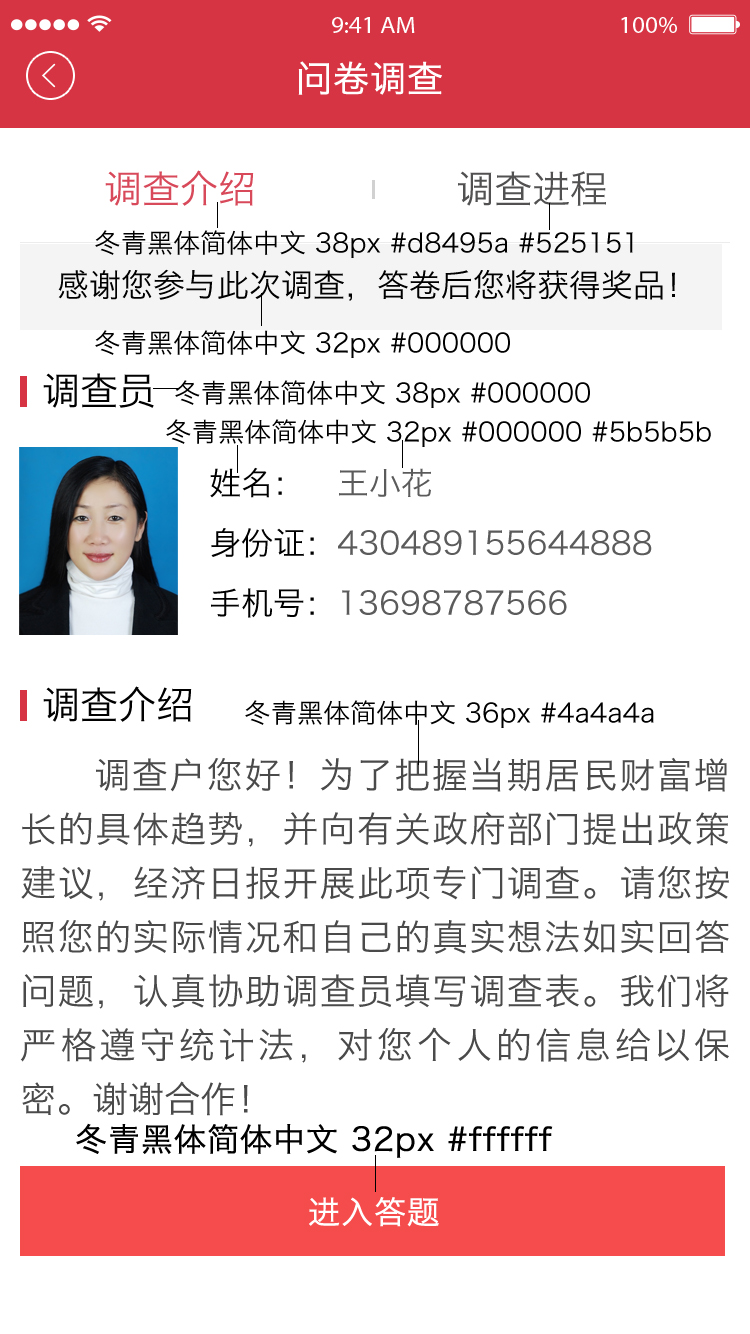 9:41 AM 100%
问卷调查
调查介绍 调查进程
冬青黑体简体中文 38px #d8495a #525151
感谢您参与此次调查，答卷后您将获得奖品！
冬青黑体简体中文 32px #000000
调查员 冬青黑体简体中文 38px #000000
冬青黑体简体中文 32px #000000 #5b5b5b
姓名： 王小花
身份证：430489155644888
手机号：13698787566
调查介绍 冬青黑体简体中文 36px #4a4a4a
调查户您好！为了把握当期居民财富增
长的具体趋势，并向有关政府部门提出政策
建议，经济日报开展此项专门调查。请您按
照您的实际情况和自己的真实想法如实回答
问题，认真协助调查员填写调查表。我们将
严格遵守统计法，对您个人的信息给以保
密。谢谢合作！
冬青黑体简体中文 32px #ffffff
进入答题